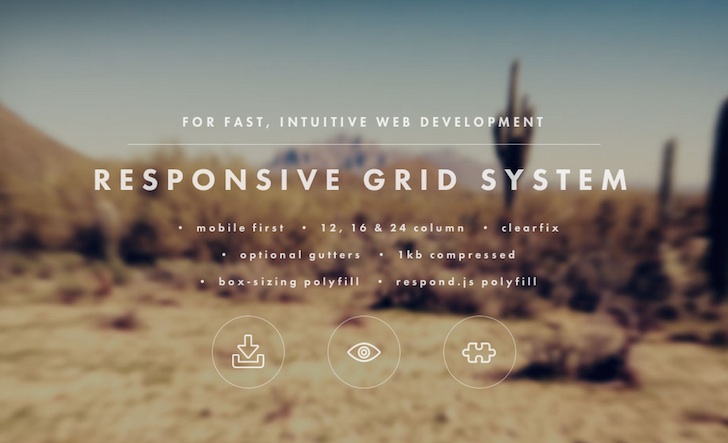 FOR FAST, INTUITIVE WEB DEVELOPMENT
RESPONSIVE GRID SYSTEM
• mobile first • 12, 16 & 24 column • clearfix
• optional gutters • 1kb compressed
• box-sizing polyfill • respond.js polyfill